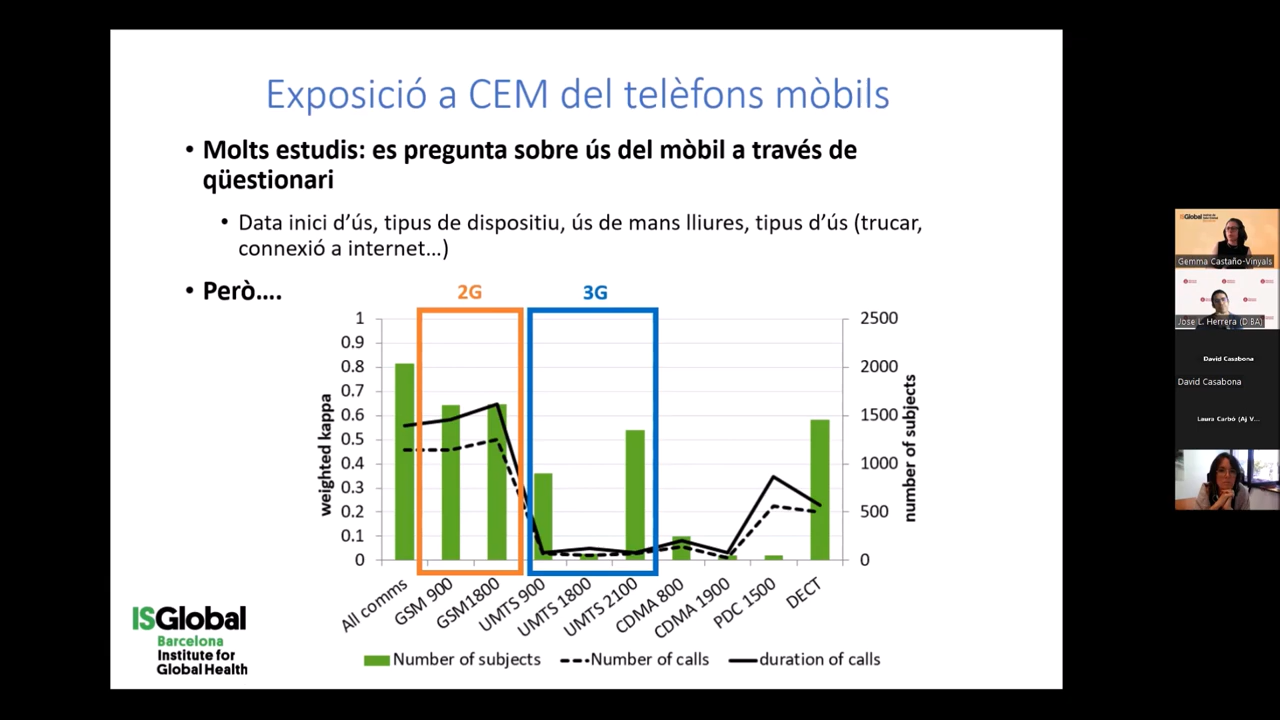 Exposició a CEM del telèfons mòbils
• Molts estudis: es pregunta sobre ús del mòbil a través de
qüestionari
• Data inici d'ús, tipus de dispositiu, ús de mans lliures, tipus d'ús (trucar,
connexió a internet…)
• Però….
2G
3G
weighted kappa
1
0.9
0.8
0.7
0.6
0.5
0.4
0.3
0.2
0.1
0
2500
2000
1500
1000
500
0
number of subjects
All comms
GSM 900
GSM1800
UMTS 900
UMTS 1800
UMTS 2100
CDMA 800
CDMA 1900
PDC 1500
DECT
Number of subjects
Number of calls
duration of calls
ISGlobal
Barcelona
Institute for
Global Health
ISGlobal
Gemma Castaño-Vinyals
Jose L. Herrera (DIBA)
David Casabona
David Casabona
Laura Carbó (Aj V...